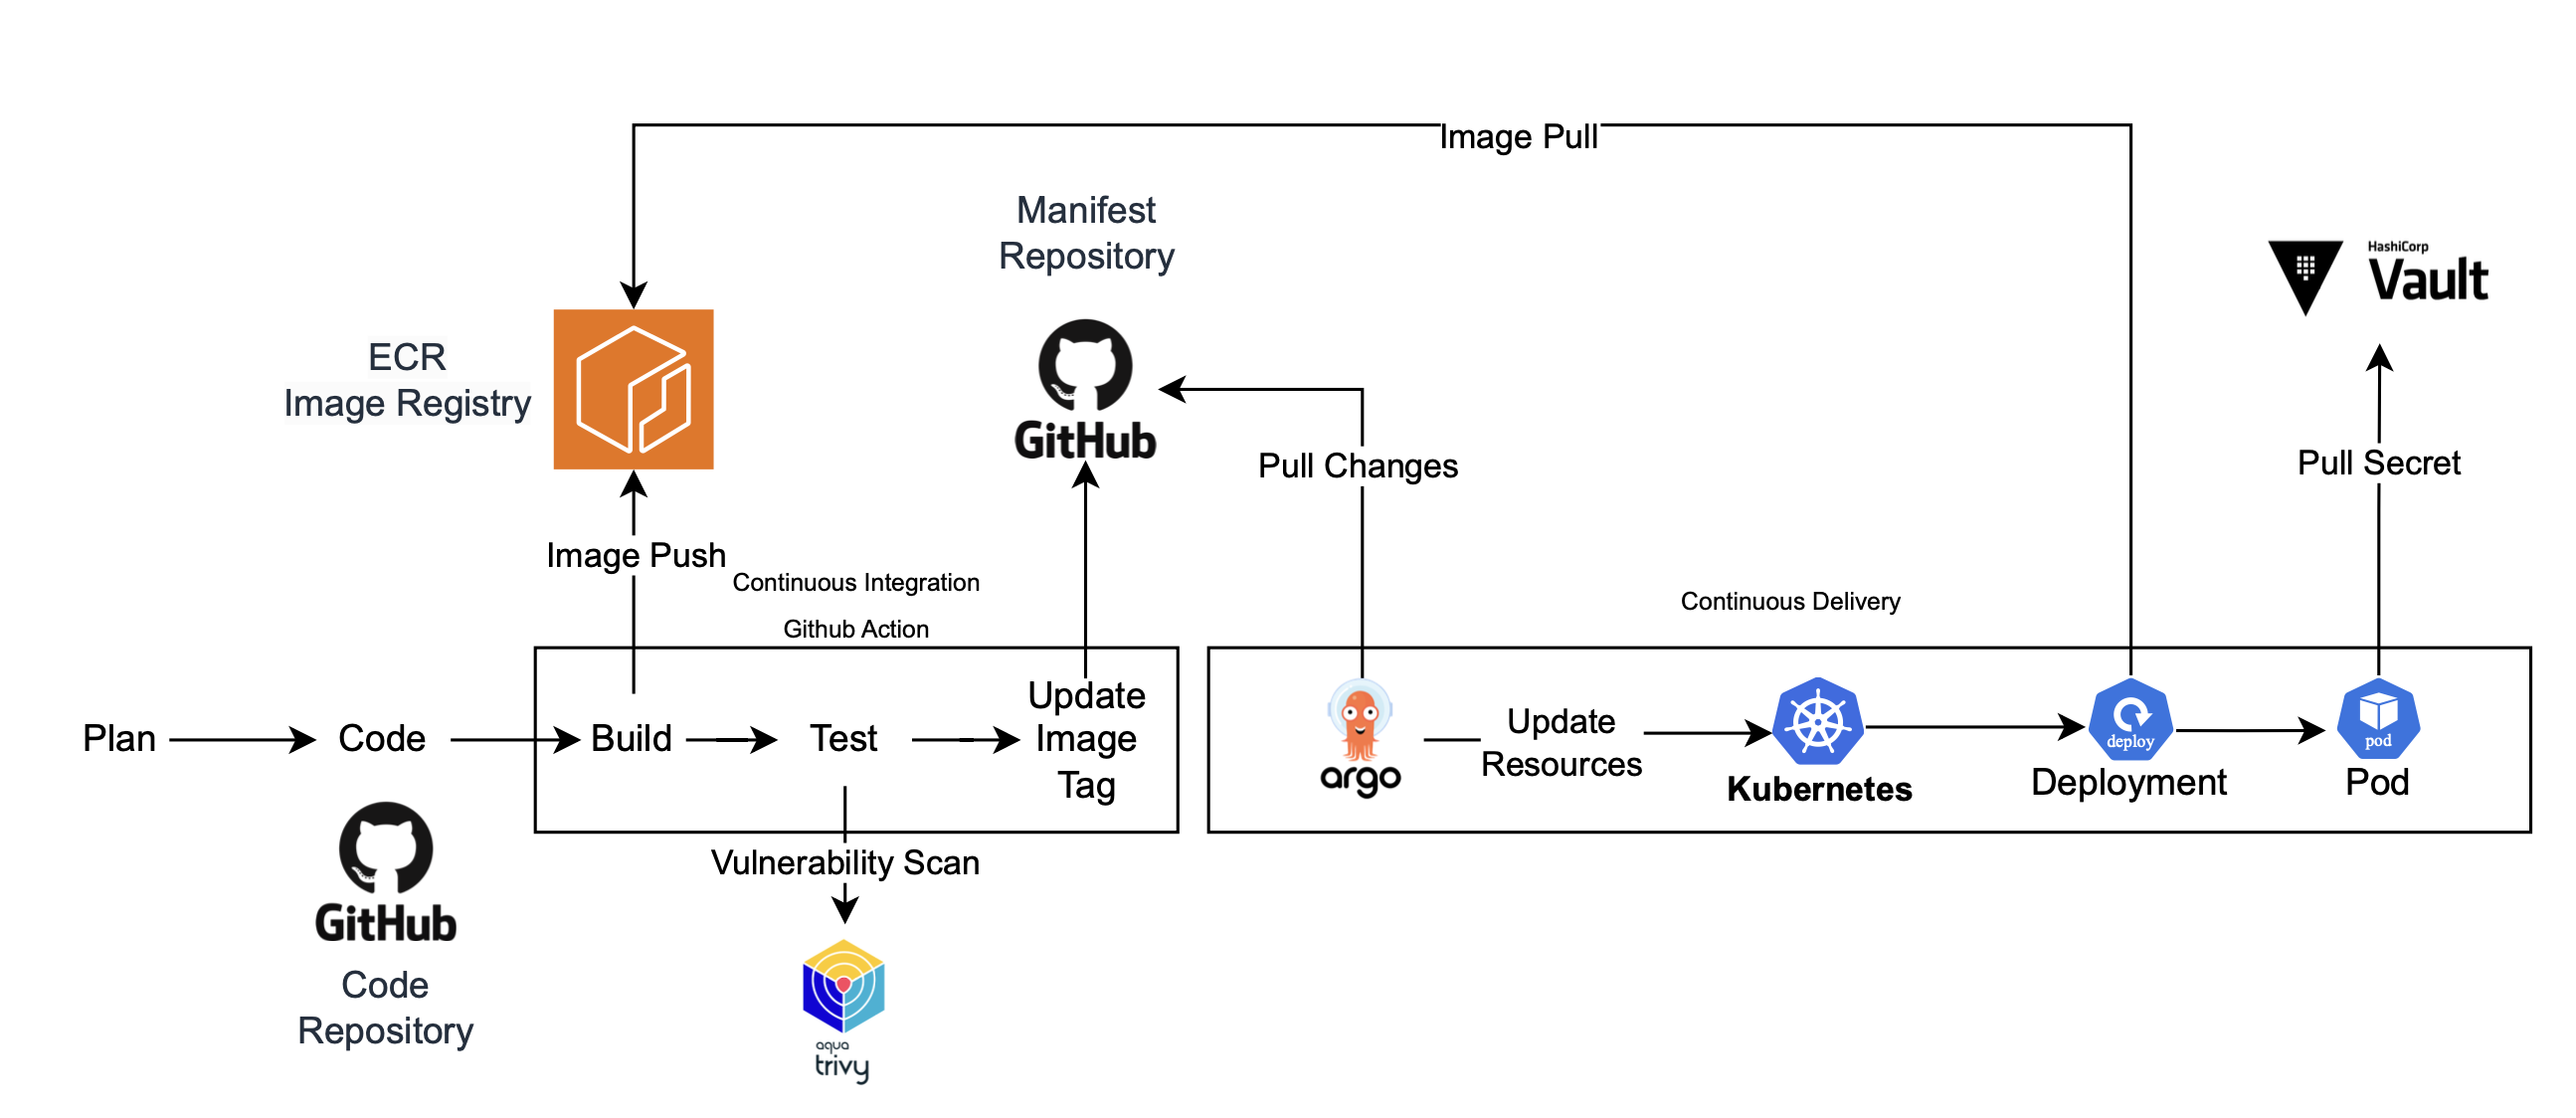 Image Pull
Manifest
Repository
HashiCorp
Vault
ECR
Image Registry
GitHub
Pull Changes
Pull Secret
Image Push
Continuous Integration
Github Action
Continuous Delivery
Plan
Code
Build
Test
Update
Image
Tag
argo
Update
Resources
Kubernetes
deploy
Deployment
pod
Pod
Vulnerability Scan
GitHub
Code
Repository
aqua
trivy